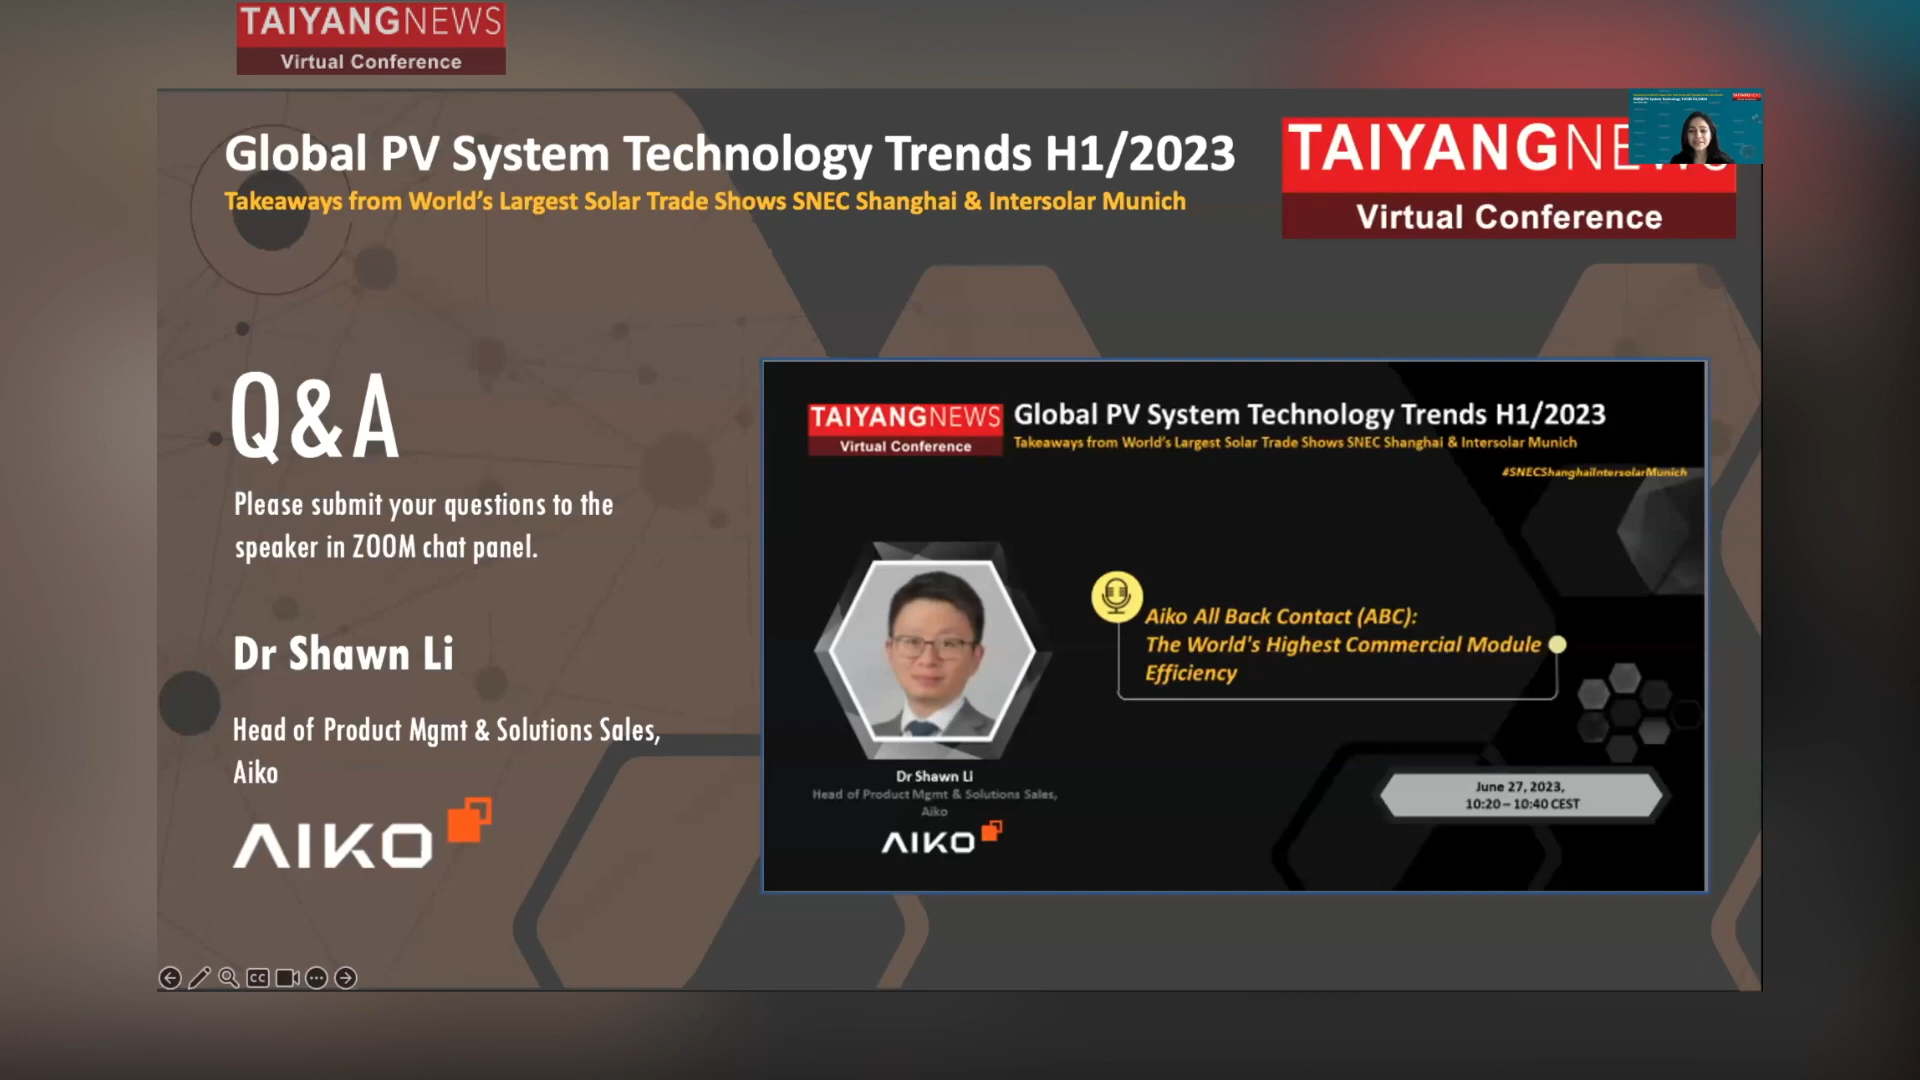 TAIYANGNEWS
Virtual Conference
Global PV System Technology Trends H1/2023
Takeaways from World's Largest Solar Trade Shows SNEC Shanghai & Intersolar Munich
TAIYANGNEWS
Virtual Conference
Q&A
Please submit your questions to the
speaker in ZOOM chat panel.
Dr Shawn Li
Head of Product Mgmt & Solutions Sales,
Aiko
AIKO
TAIYANGNEWS
Virtual Conference
Global PV System Technology Trends H1/2023
Takeaways from World's Largest Solar Trade Shows SNEC Shanghai & Intersolar Munich
#SNECShanghaiIntersolarMunich
Aiko All Back Contact (ABC):
The World's Highest Commercial Module
Efficiency
Dr Shawn Li
Head of Product Mgmt & Solutions Sales,
Aiko
AIKO
June 27, 2023,
10:20 – 10:40 CEST
CC